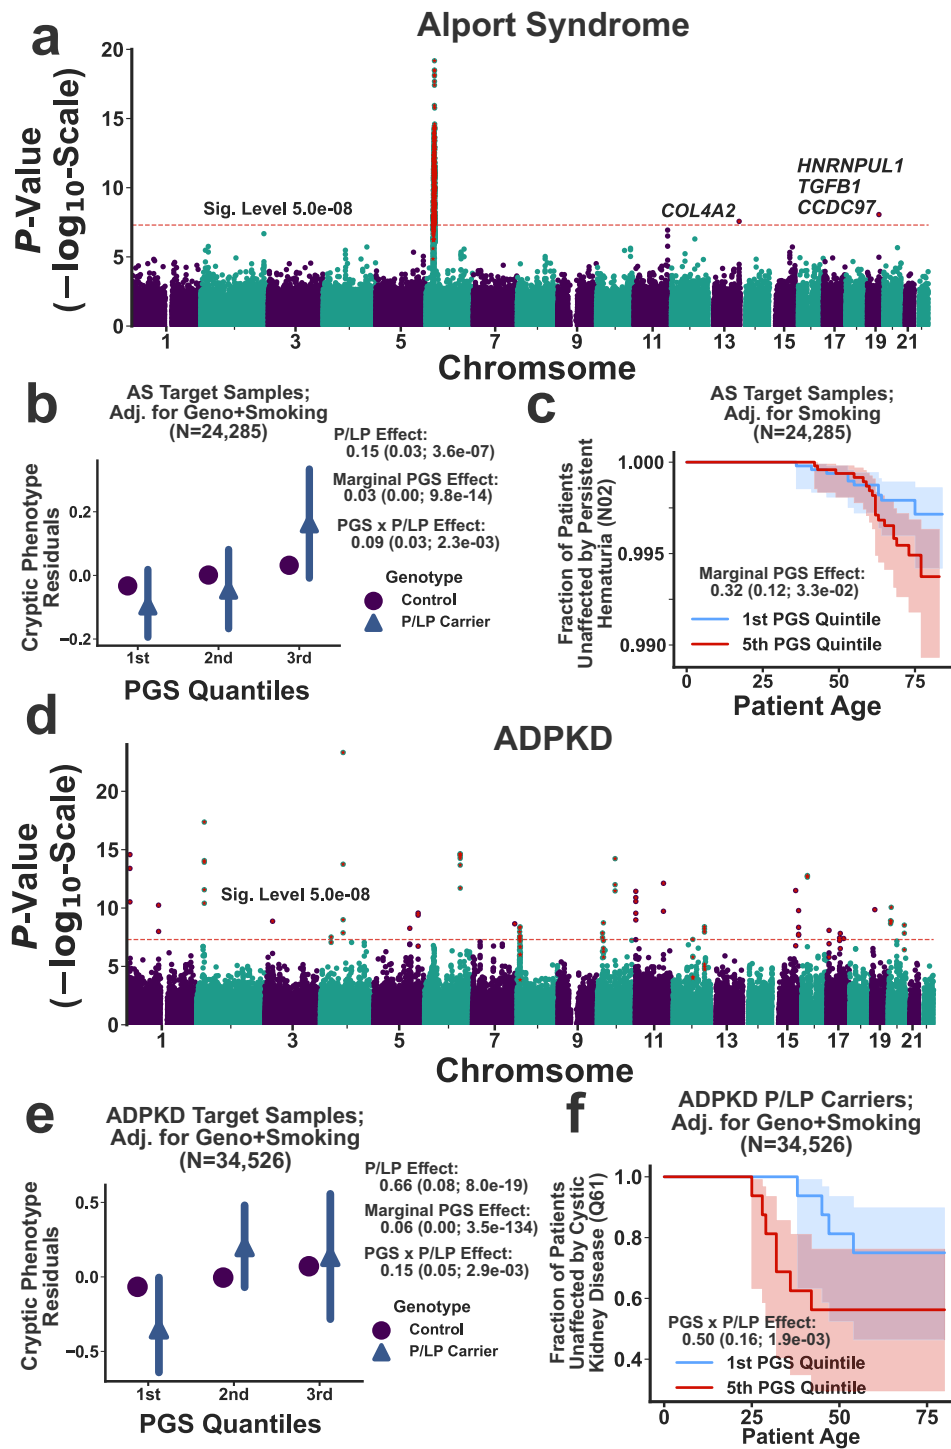 a
Alport Syndrome
P-Value
(−log10-Scale)
20
15
10
5
0
Sig. Level 5.0e-08
COL4A2
HNRNPUL1
TGFB1
CCDC97
1 3 5 7 9 11 13 15 17 19 21
Chromsome
b
AS Target Samples;
Adj. for Geno+Smoking
(N=24,285)
Cryptic Phenotype
Residuals
0.2
0.0
−0.2
1st 2nd 3rd
PGS Quantiles
P/LP Effect:
0.15 (0.03; 3.6e-07)
Marginal PGS Effect:
0.03 (0.00; 9.8e-14)
PGS x P/LP Effect:
0.09 (0.03; 2.3e-03)
Genotype
Control
P/LP Carrier
c
AS Target Samples;
Adj. for Smoking
(N=24,285)
Fraction of Patients
Unaffected by Persistent
Hematuria (N02)
1.000
0.995
0.990
Marginal PGS Effect:
0.32 (0.12; 3.3e-02)
1st PGS Quintile
5th PGS Quintile
0 25 50 75
Patient Age
d
ADPKD
P-Value
(−log10-Scale)
20
15
10
5
0
Sig. Level 5.0e-08
1 3 5 7 9 11 13 15 17 19 21
Chromsome
e
ADPKD Target Samples;
Adj. for Geno+Smoking
(N=34,526)
Cryptic Phenotype
Residuals
0.5
0.0
−0.5
1st 2nd 3rd
PGS Quantiles
P/LP Effect:
0.66 (0.08; 8.0e-19)
Marginal PGS Effect:
0.06 (0.00; 3.5e-134)
PGS x P/LP Effect:
0.15 (0.05; 2.9e-03)
Genotype
Control
P/LP Carrier
f
ADPKD P/LP Carriers;
Adj. for Geno+Smoking
(N=34,526)
Fraction of Patients
Unaffected by Cystic
Kidney Disease (Q61)
1.0
0.8
0.6
0.4
PGS x P/LP Effect:
0.50 (0.16; 1.9e-03)
1st PGS Quintile
5th PGS Quintile
0 25 50 75
Patient Age